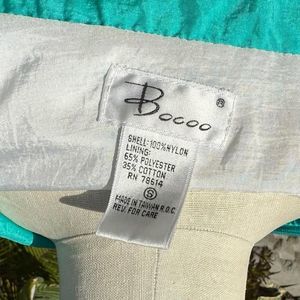 Bocoo ®
SHELL: 100% NYLON
LINING:
65% POLYESTER
35% COTTON
RN 78614
S
MADE IN TAIWAN R.O.C
REV. FOR CARE